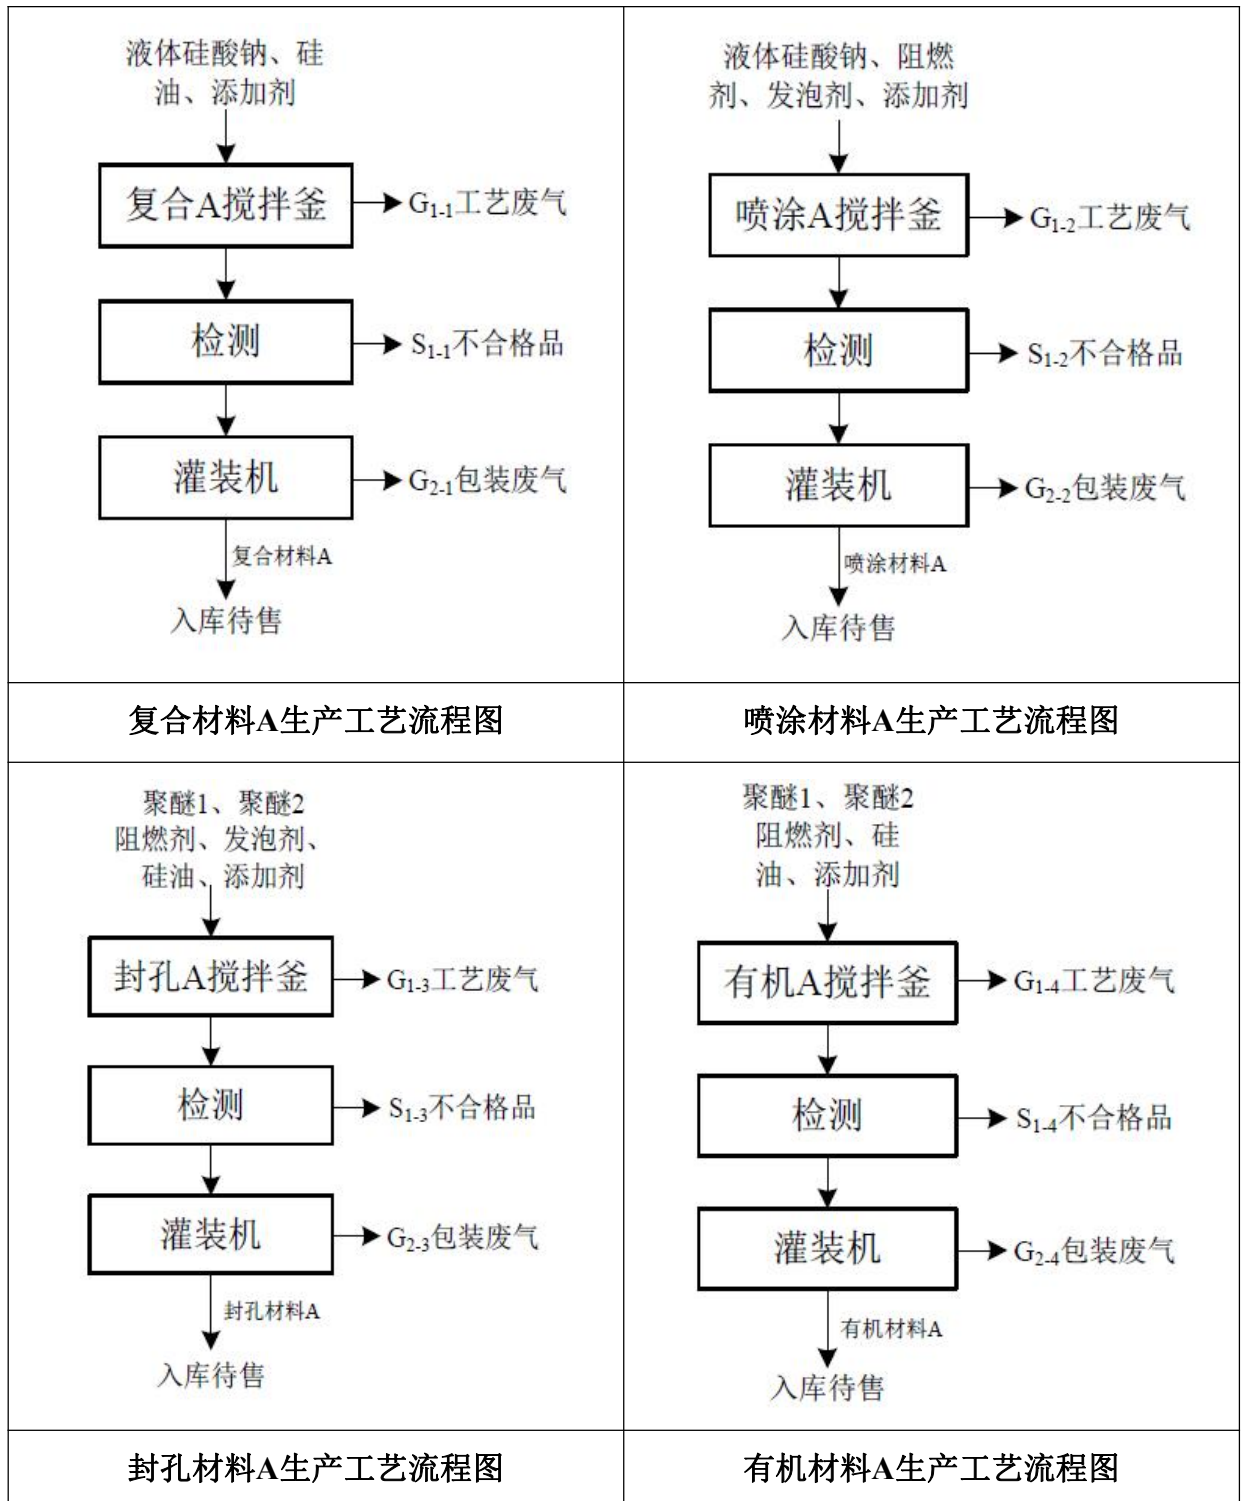 液体硅酸钠、硅
油、添加剂
复合A搅拌釜
G1-1工艺废气
检测
S1-1不合格品
灌装机
G2-1包装废气
复合材料A
入库待售
液体硅酸钠、阻燃
剂、发泡剂、添加剂
喷涂A搅拌釜
G1-2工艺废气
检测
S1-2不合格品
灌装机
G2-2包装废气
喷涂材料A
入库待售
复合材料A生产工艺流程图
喷涂材料A生产工艺流程图
聚醚1、聚醚2
阻燃剂、发泡剂、
硅油、添加剂
封孔A搅拌釜
G1-3工艺废气
检测
S1-3不合格品
灌装机
G2-3包装废气
封孔材料A
入库待售
聚醚1、聚醚2
阻燃剂、硅
油、添加剂
有机A搅拌釜
G1-4工艺废气
检测
S1-4不合格品
灌装机
G2-4包装废气
有机材料A
入库待售
封孔材料A生产工艺流程图
有机材料A生产工艺流程图